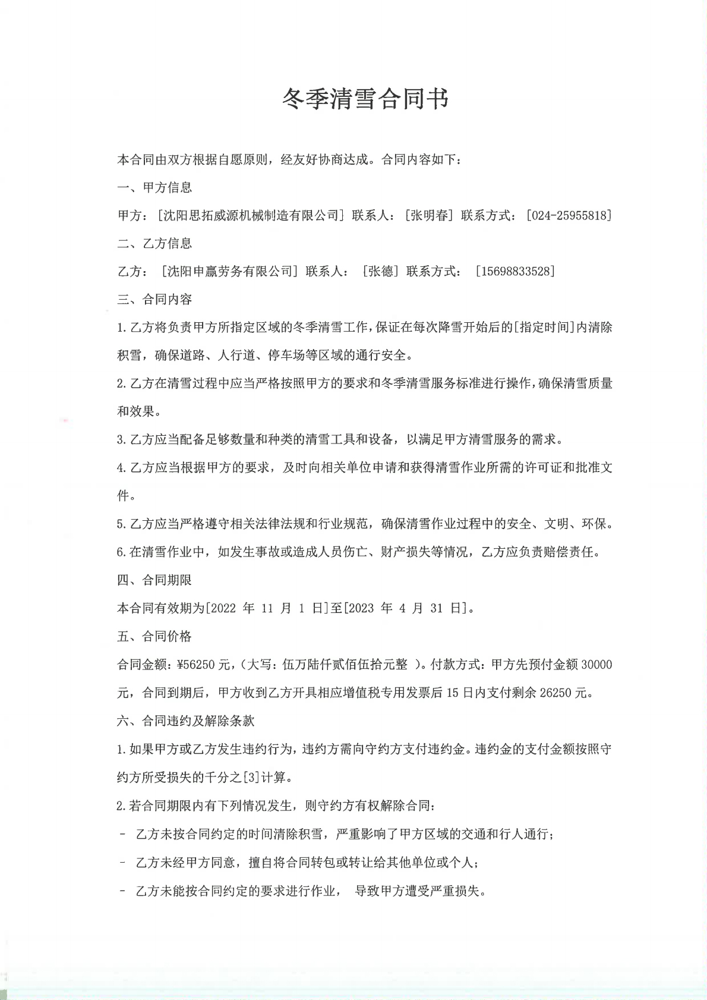 冬季清雪合同书
本合同由双方根据自愿原则，经友好协商达成。合同内容如下：
一、甲方信息
甲方：[沈阳思拓威源机械制造有限公司] 联系人：[张明春] 联系方式：[024-25955818]
二、乙方信息
乙方： [沈阳申赢劳务有限公司] 联系人： [张德] 联系方式： [15698833528]
三、合同内容
1.乙方将负责甲方所指定区域的冬季清雪工作，保证在每次降雪开始后的[指定时间]内清除
积雪，确保道路、人行道、停车场等区域的通行安全。
2.乙方在清雪过程中应当严格按照甲方的要求和冬季清雪服务标准进行操作，确保清雪质量
和效果。
3.乙方应当配备足够数量和种类的清雪工具和设备，以满足甲方清雪服务的需求。
4.乙方应当根据甲方的要求，及时向相关单位申请和获得清雪作业所需的许可证和批准文
件。
5.乙方应当严格遵守相关法律法规和行业规范，确保清雪作业过程中的安全、文明、环保。
6.在清雪作业中，如发生事故或造成人员伤亡、财产损失等情况，乙方应负责赔偿责任。
四、合同期限
本合同有效期为[2022 年 11 月 1 日]至[2023 年 4 月 31 日]。
五、合同价格
合同金额：¥56250元，（大写：伍万陆仟贰佰伍拾元整 ）。付款方式：甲方先预付金额30000
元，合同到期后，甲方收到乙方开具相应增值税专用发票后15日内支付剩余26250元。
六、合同违约及解除条款
1.如果甲方或乙方发生违约行为，违约方需向守约方支付违约金。违约金的支付金额按照守
约方所受损失的千分之[3]计算。
2.若合同期限内有下列情况发生，则守约方有权解除合同：
- 乙方未按合同约定的时间清除积雪，严重影响了甲方区域的交通和行人通行；
- 乙方未经甲方同意，擅自将合同转包或转让给其他单位或个人；
- 乙方未能按合同约定的要求进行作业， 导致甲方遭受严重损失。